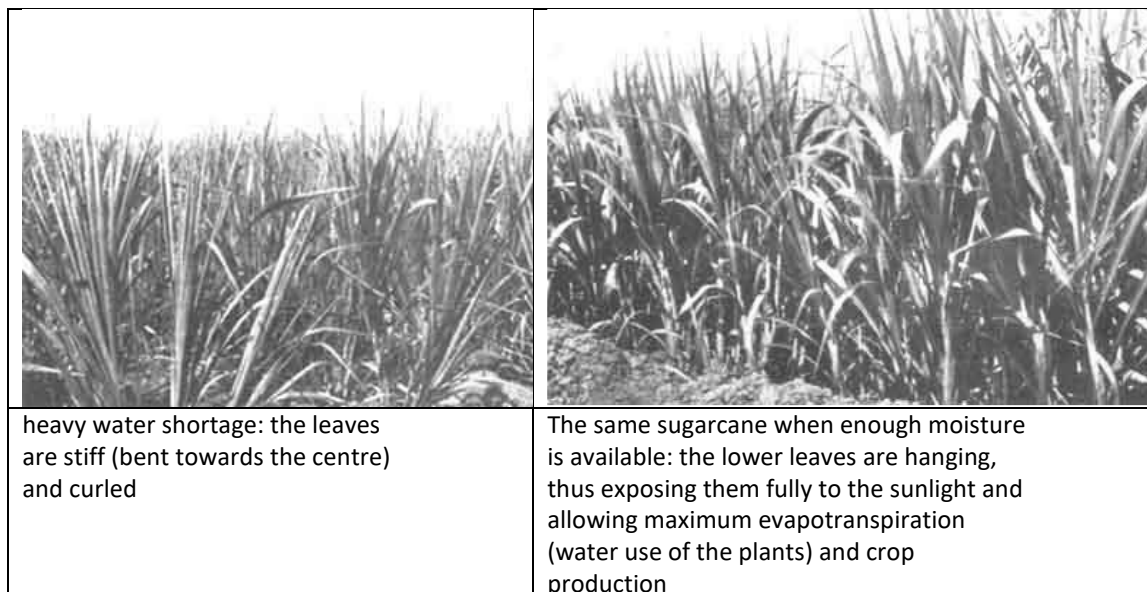 heavy water shortage: the leaves
are stiff (bent towards the centre)
and curled
The same sugarcane when enough moisture
is available: the lower leaves are hanging,
thus exposing them fully to the sunlight and
allowing maximum evapotranspiration
(water use of the plants) and crop
production